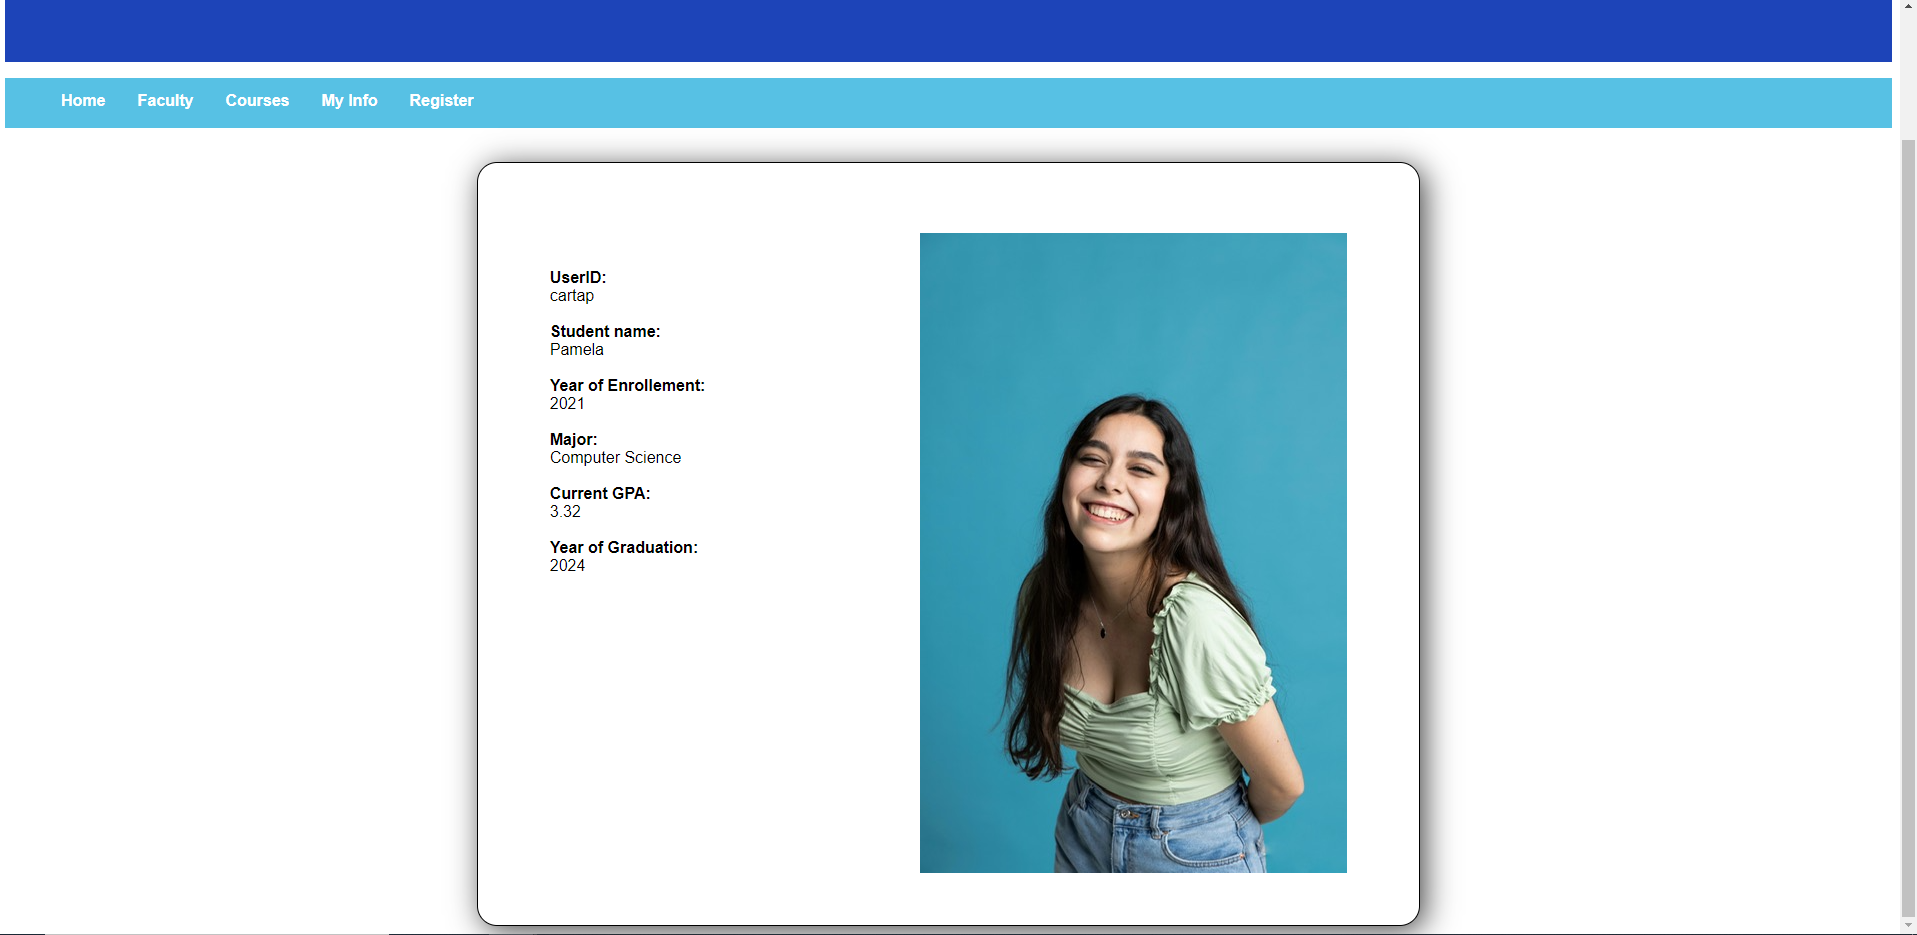 Home Faculty Courses My Info Register
UserID:
cartap
Student name:
Pamela
Year of Enrollement:
2021
Major:
Computer Science
Current GPA:
3.32
Year of Graduation:
2024